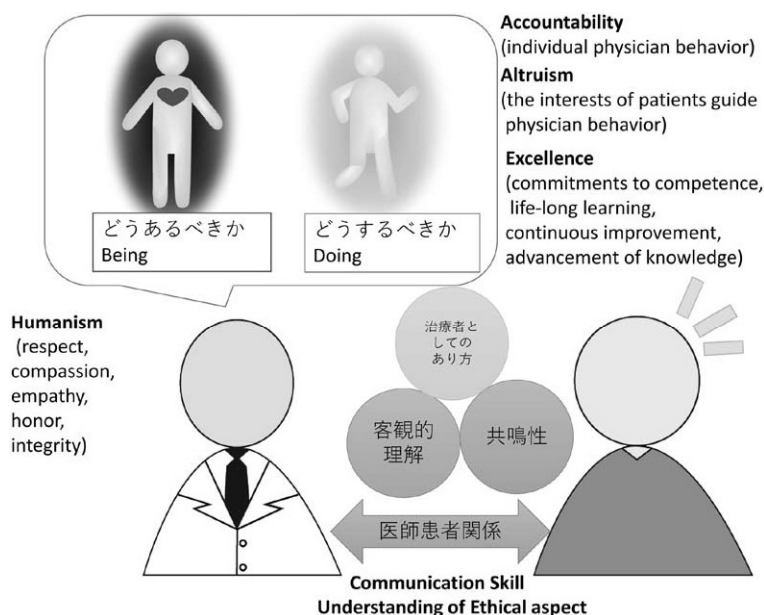 Accountability
(individual physician behavior)
Altruism
(the interests of patients guide
physician behavior)
Excellence
(commitments to competence,
life-long learning,
continuous improvement,
advancement of knowledge)
どうあるべきか
Being
どうするべきか
Doing
Humanism
(respect,
compassion,
empathy,
honor,
integrity)
治療者と
しての
あり方
客観的
理解
共鳴性
医師患者関係
Communication Skill
Understanding of Ethical aspect